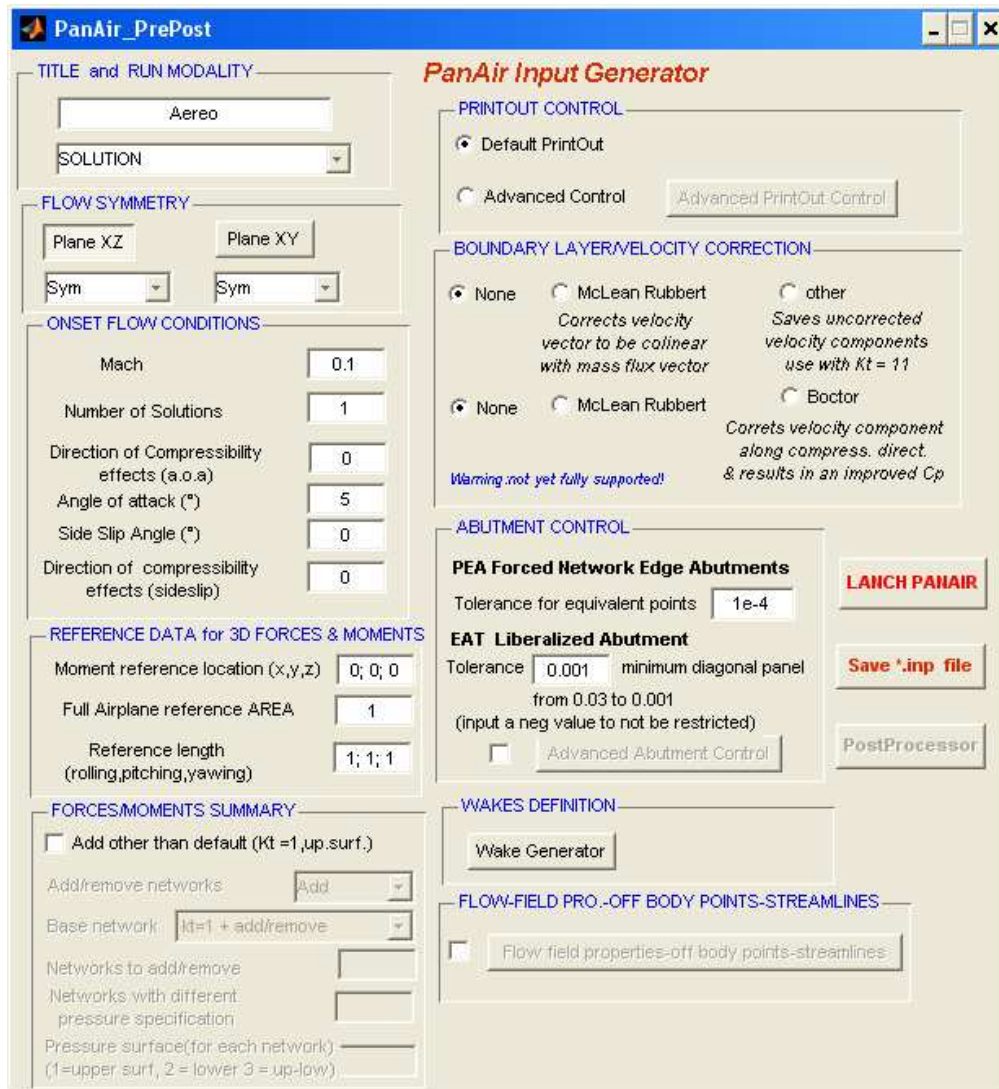 PanAir_PrePost
TITLE and RUN MODALITY
Aereo
SOLUTION
FLOW SYMMETRY
Plane XZ
Plane XY
Sym
Sym
ONSET FLOW CONDITIONS
Mach
0.1
Number of Solutions
1
Direction of Compressibility
effects (a.o.a)
0
Angle of attack (°)
5
Side Slip Angle (°)
0
Direction of compressibility
effects (sideslip)
0
REFERENCE DATA for 3D FORCES & MOMENTS
Moment reference location (x,y,z)
0; 0; 0
Full Airplane reference AREA
1
Reference length
(rolling,pitching,yawing)
1; 1; 1
FORCES/MOMENTS SUMMARY
Add other than default (Kt =1,up.surf.)
Add/remove networks
Add
Base network
kt=1 + add/remove
Networks to add/remove
Networks with different
pressure specification
Pressure surface(for each network)
(1=upper surf, 2 = lower 3 = up-low)
PanAir Input Generator
PRINTOUT CONTROL
Default PrintOut
Advanced Control
Advanced PrintOut Control
BOUNDARY LAYER/VELOCITY CORRECTION
None
McLean Rubbert
other
Corrects velocity
vector to be colinear
with mass flux vector
Saves uncorrected
velocity components
use with Kt = 11
None
McLean Rubbert
Boctor
Correts velocity component
along compress. direct.
& results in an improved Cp
Warning:not yet fully supported!
ABUTMENT CONTROL
PEA Forced Network Edge Abutments
Tolerance for equivalent points
1e-4
EAT Liberalized Abutment
Tolerance
0.001
minimum diagonal panel
from 0.03 to 0.001
(input a neg value to not be restricted)
Advanced Abutment Control
LANCH PANAIR
Save *.inp file
PostProcessor
WAKES DEFINITION
Wake Generator
FLOW-FIELD PRO.-OFF BODY POINTS-STREAMLINES
Flow field properties-off body points-streamlines